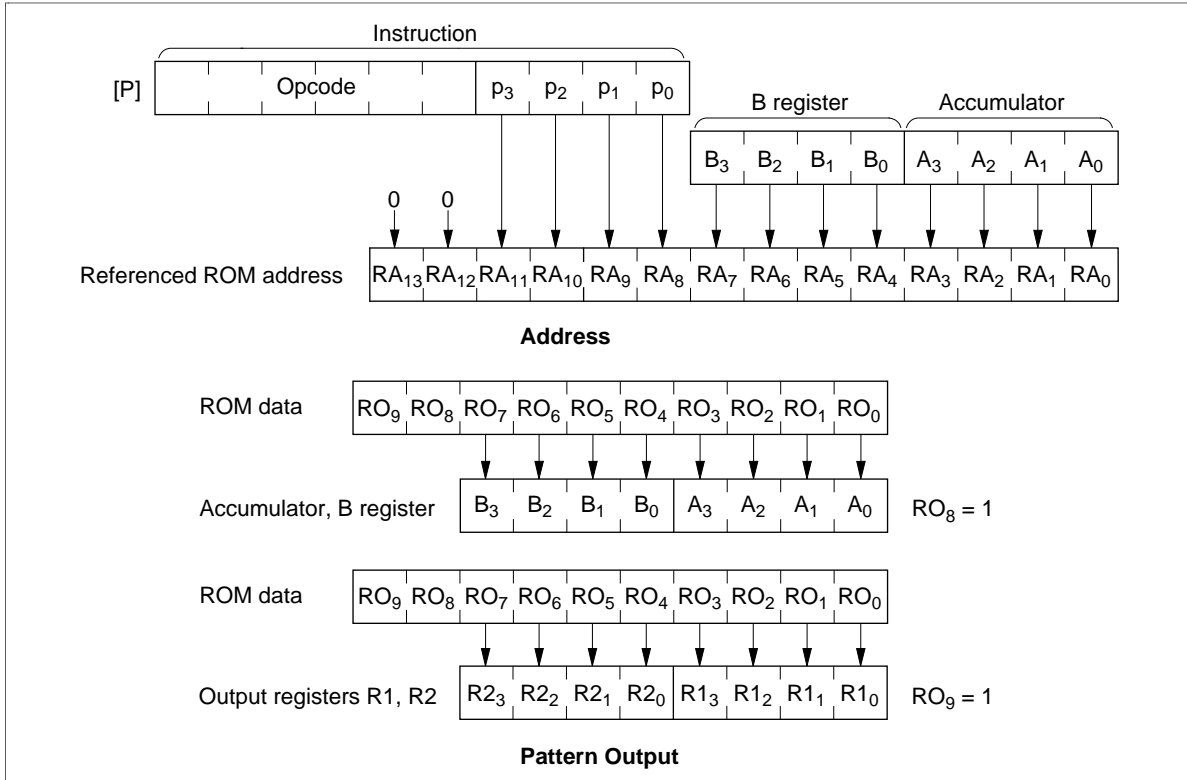 Instruction
[P] Opcode p3 p2 p1 p0
B register Accumulator
B3 B2 B1 B0 A3 A2 A1 A0
0 0
Referenced ROM address RA13 RA12 RA11 RA10 RA9 RA8 RA7 RA6 RA5 RA4 RA3 RA2 RA1 RA0
Address
ROM data RO9 RO8 RO7 RO6 RO5 RO4 RO3 RO2 RO1 RO0
Accumulator, B register B3 B2 B1 B0 A3 A2 A1 A0 RO8 = 1
ROM data RO9 RO8 RO7 RO6 RO5 RO4 RO3 RO2 RO1 RO0
Output registers R1, R2 R23 R22 R21 R20 R13 R12 R11 R10 RO9 = 1
Pattern Output